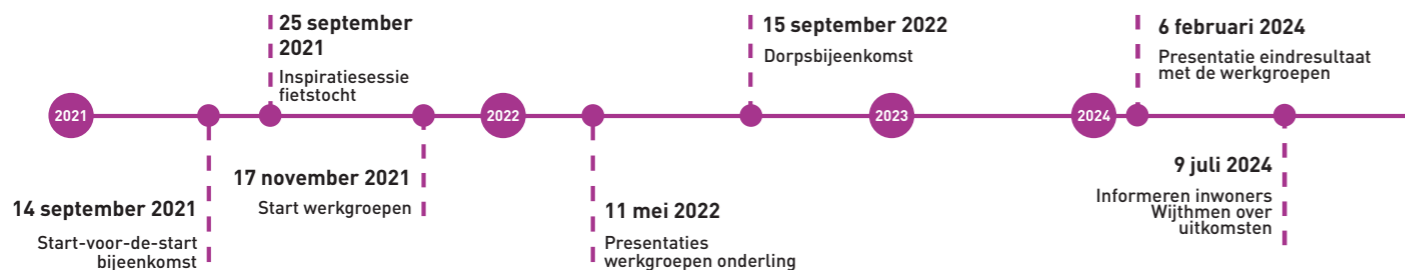 2021
14 september 2021
Start-voor-de-start
bijeenkomst
25 september
2021
Inspiratiesessie
fietstocht
17 november 2021
Start werkgroepen
2022
11 mei 2022
Presentaties
werkgroepen onderling
15 september 2022
Dorpsbijeenkomst
2023
2024
6 februari 2024
Presentatie eindresultaat
met de werkgroepen
9 juli 2024
Informeren inwoners
Wijthmen over
uitkomsten